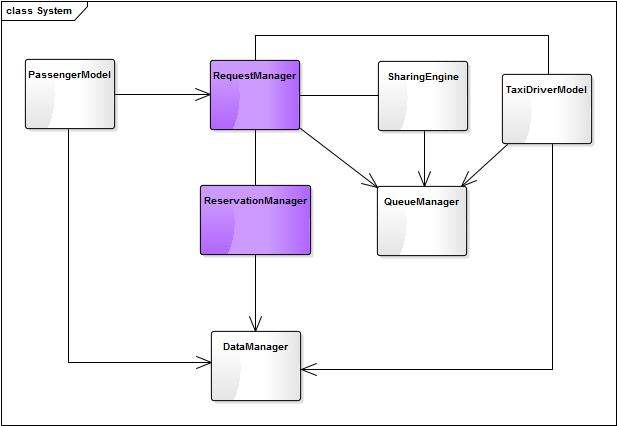 class System
PassengerModel
RequestManager
SharingEngine
TaxiDriverModel
ReservationManager
QueueManager
DataManager